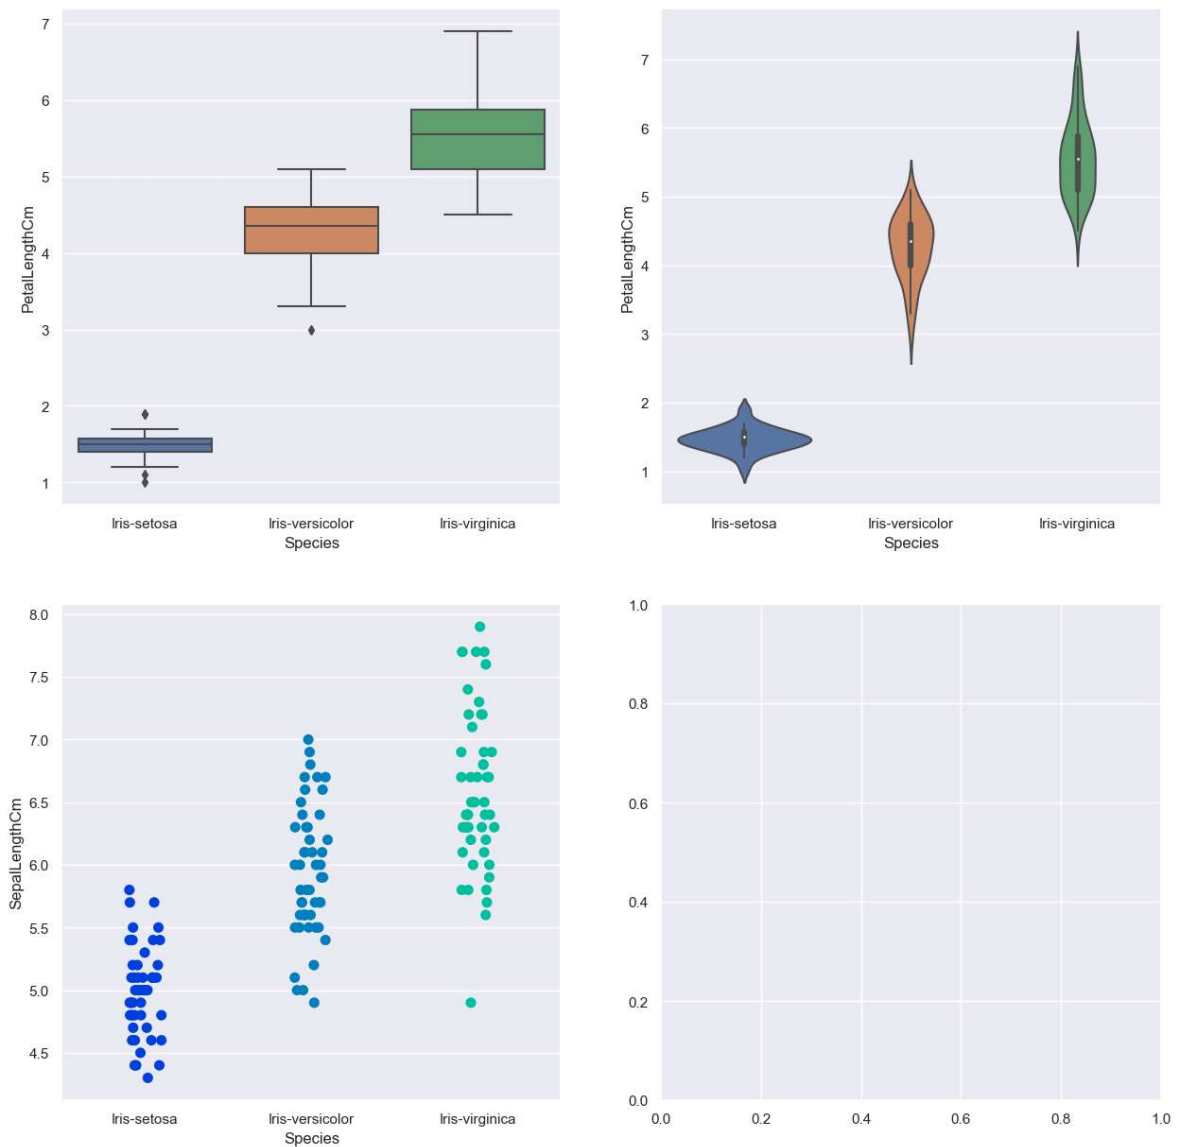 7
6
5
4
3
2
1
PetalLengthCm
Iris-setosa Iris-versicolor Iris-virginica
Species
7
6
5
4
3
2
1
PetalLengthCm
Iris-setosa Iris-versicolor Iris-virginica
Species
8.0
7.5
7.0
6.5
6.0
5.5
5.0
4.5
SepalLengthCm
Iris-setosa Iris-versicolor Iris-virginica
Species
1.0
0.8
0.6
0.4
0.2
0.0
0.0 0.2 0.4 0.6 0.8 1.0